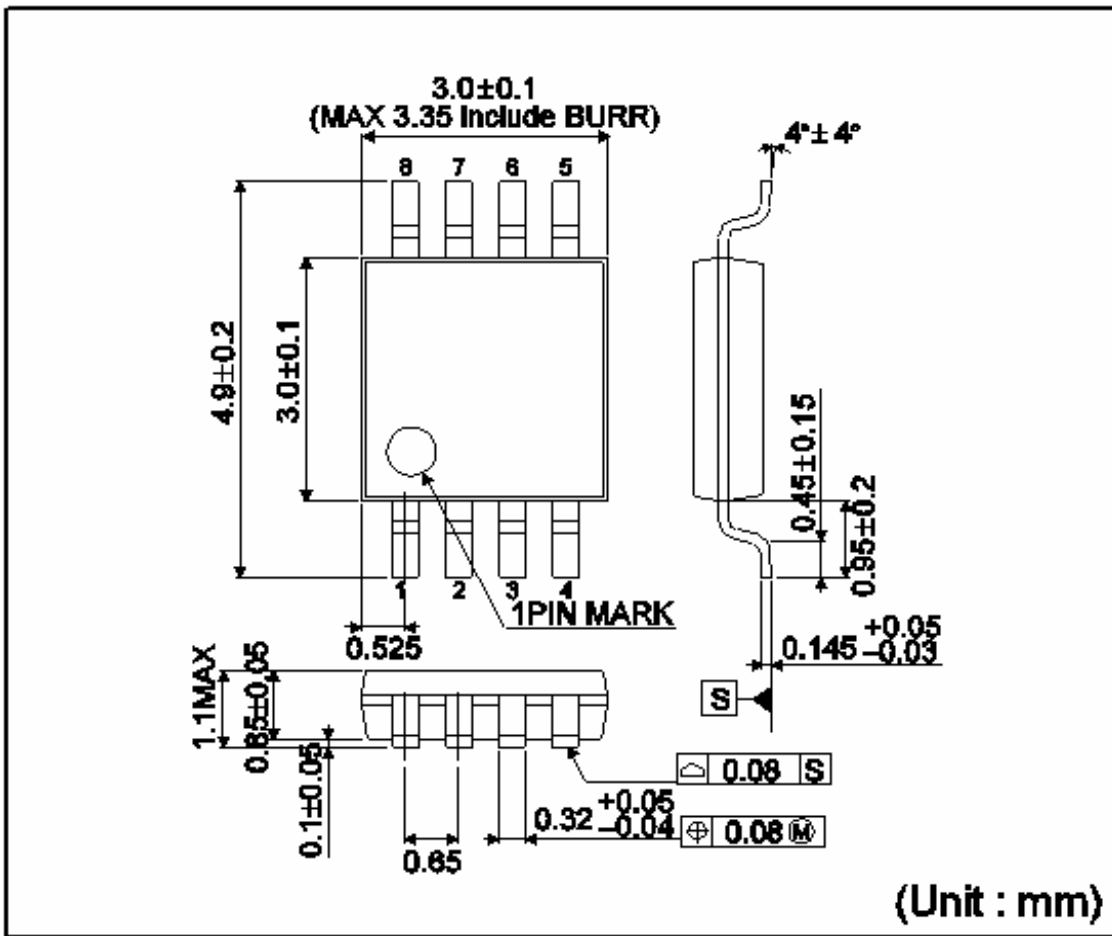 3.0±0.1
(MAX 3.35 include BURR)
4°± 4°
8 7 6 5
4.9±0.2
3.0±0.1
0.45±0.15
0.95±0.2
1 2 3 4
1PIN MARK
0.525
0.145 +0.05 −0.03
S
1.1MAX
0.85±0.05
0.1±0.05
0.08 S
0.32 +0.05 −0.04
0.08 Ⓜ
0.65
(Unit : mm)